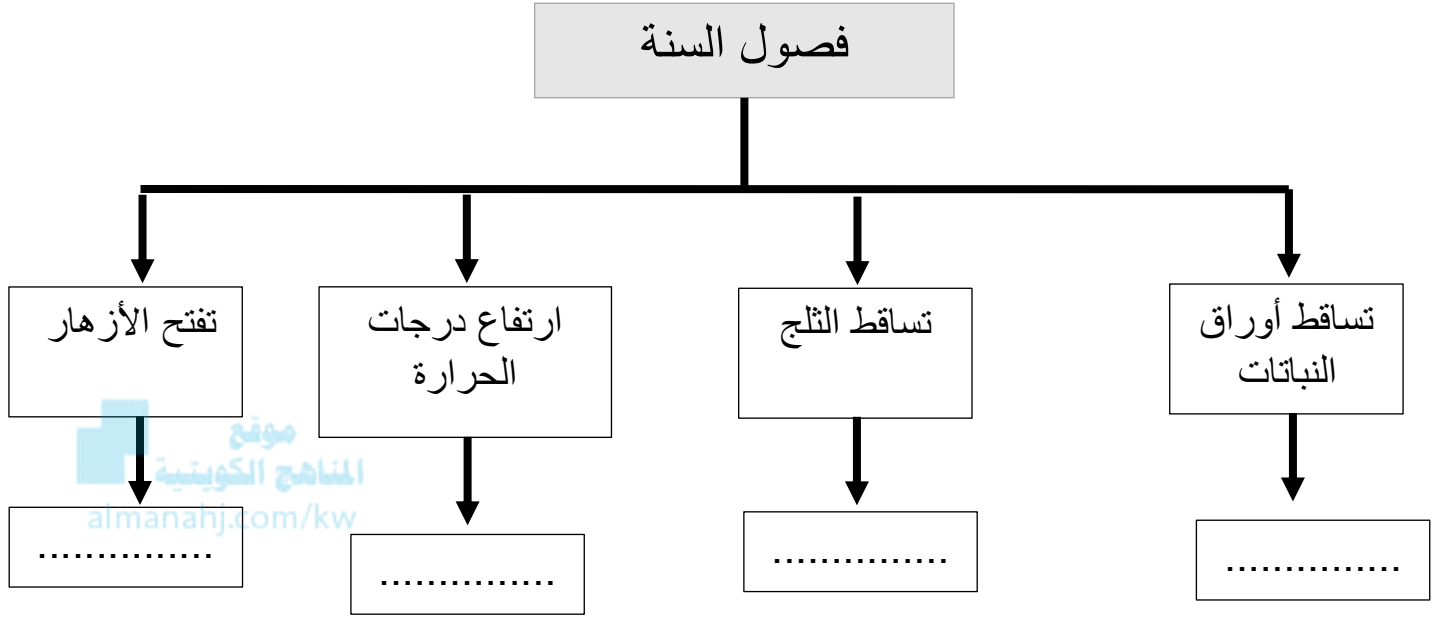 فصول السنة
تساقط أوراق
النباتات
تساقط الثلج
ارتفاع درجات
الحرارة
تفتح الأزهار
موقع
المناهج الكويتية
almanahj.com/kw
...............
...............
...............
...............